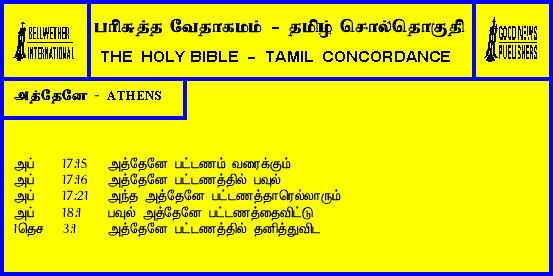 BELLWETHER
INTERNATIONAL
பரிசுத்த வேதாகமம் - தமிழ் சொல்தொகுதி
THE HOLY BIBLE - TAMIL CONCORDANCE
GOOD NEWS
PUBLISHERS
அத்தேனே - ATHENS
அப் 17:15 அத்தேனே பட்டணம் வரைக்கும்
அப் 17:16 அத்தேனே பட்டணத்தில் பவுல்
அப் 17:21 அந்த அத்தேனே பட்டணத்தாரெல்லாரும்
அப் 18:1 பவுல் அத்தேனே பட்டணத்தைவிட்டு
1தெச 3:1 அத்தேனே பட்டணத்தில் தனித்துவிட